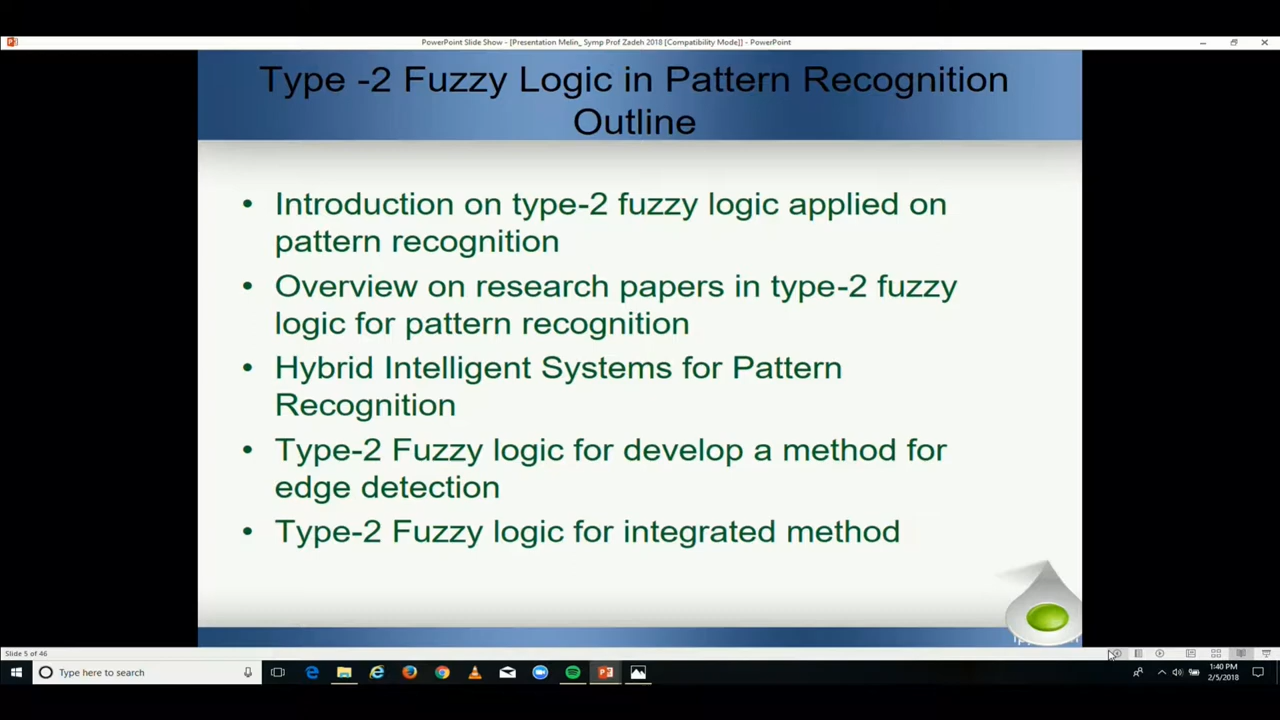 PowerPoint Slide Show - [Presentation Melin_ Symp Prof Zadeh 2018 [Compatibility Mode]] - PowerPoint
Type -2 Fuzzy Logic in Pattern Recognition
Outline
• Introduction on type-2 fuzzy logic applied on
pattern recognition
• Overview on research papers in type-2 fuzzy
logic for pattern recognition
• Hybrid Intelligent Systems for Pattern
Recognition
• Type-2 Fuzzy logic for develop a method for
edge detection
• Type-2 Fuzzy logic for integrated method
Slide 5 of 46
Type here to search
1:40 PM
2/5/2018